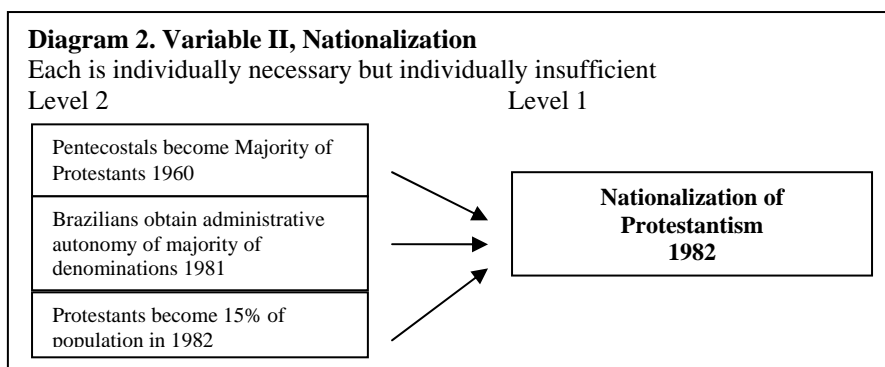 Diagram 2. Variable II, Nationalization
Each is individually necessary but individually insufficient
Level 2 Level 1
Pentecostals become Majority of
Protestants 1960
Brazilians obtain administrative
autonomy of majority of
denominations 1981
Protestants become 15% of
population in 1982
Nationalization of
Protestantism
1982